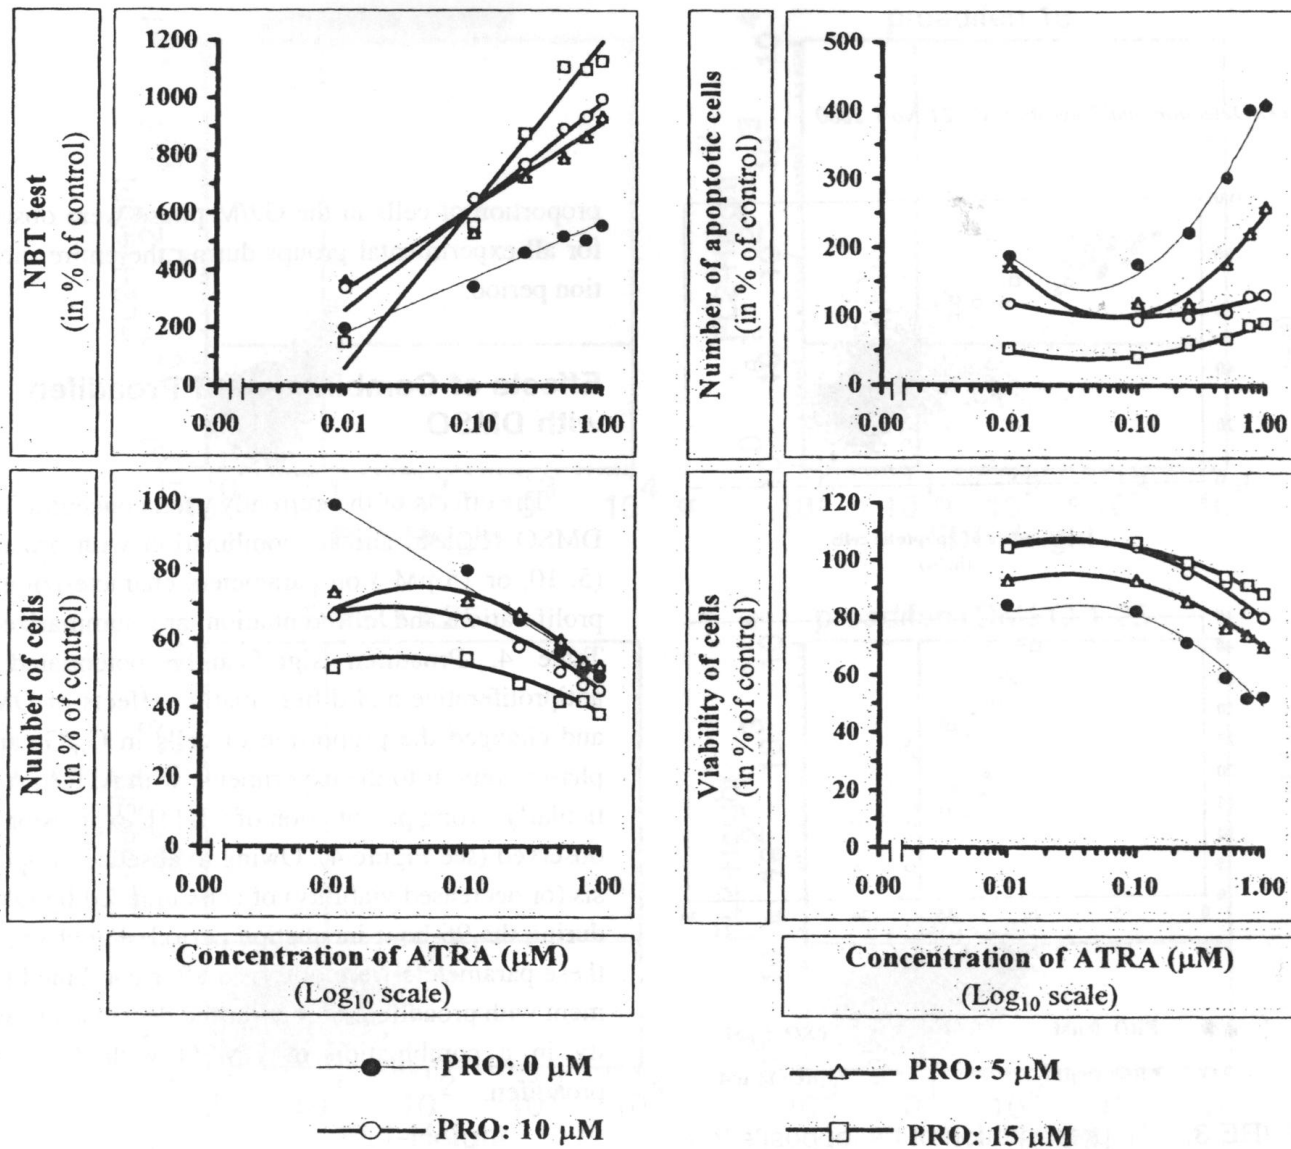 NBT test
(in % of control)
1200
1000
800
600
400
200
0
0.00 0.01 0.10 1.00
Number of apoptotic cells
(in % of control)
500
400
300
200
100
0
0.00 0.01 0.10 1.00
Number of cells
(in % of control)
100
80
60
40
20
0
0.00 0.01 0.10 1.00
Viability of cells
(in % of control)
120
100
80
60
40
20
0
0.00 0.01 0.10 1.00
Concentration of ATRA (µM)
(Log10 scale)
Concentration of ATRA (µM)
(Log10 scale)
PRO: 0 µM
PRO: 5 µM
PRO: 10 µM
PRO: 15 µM